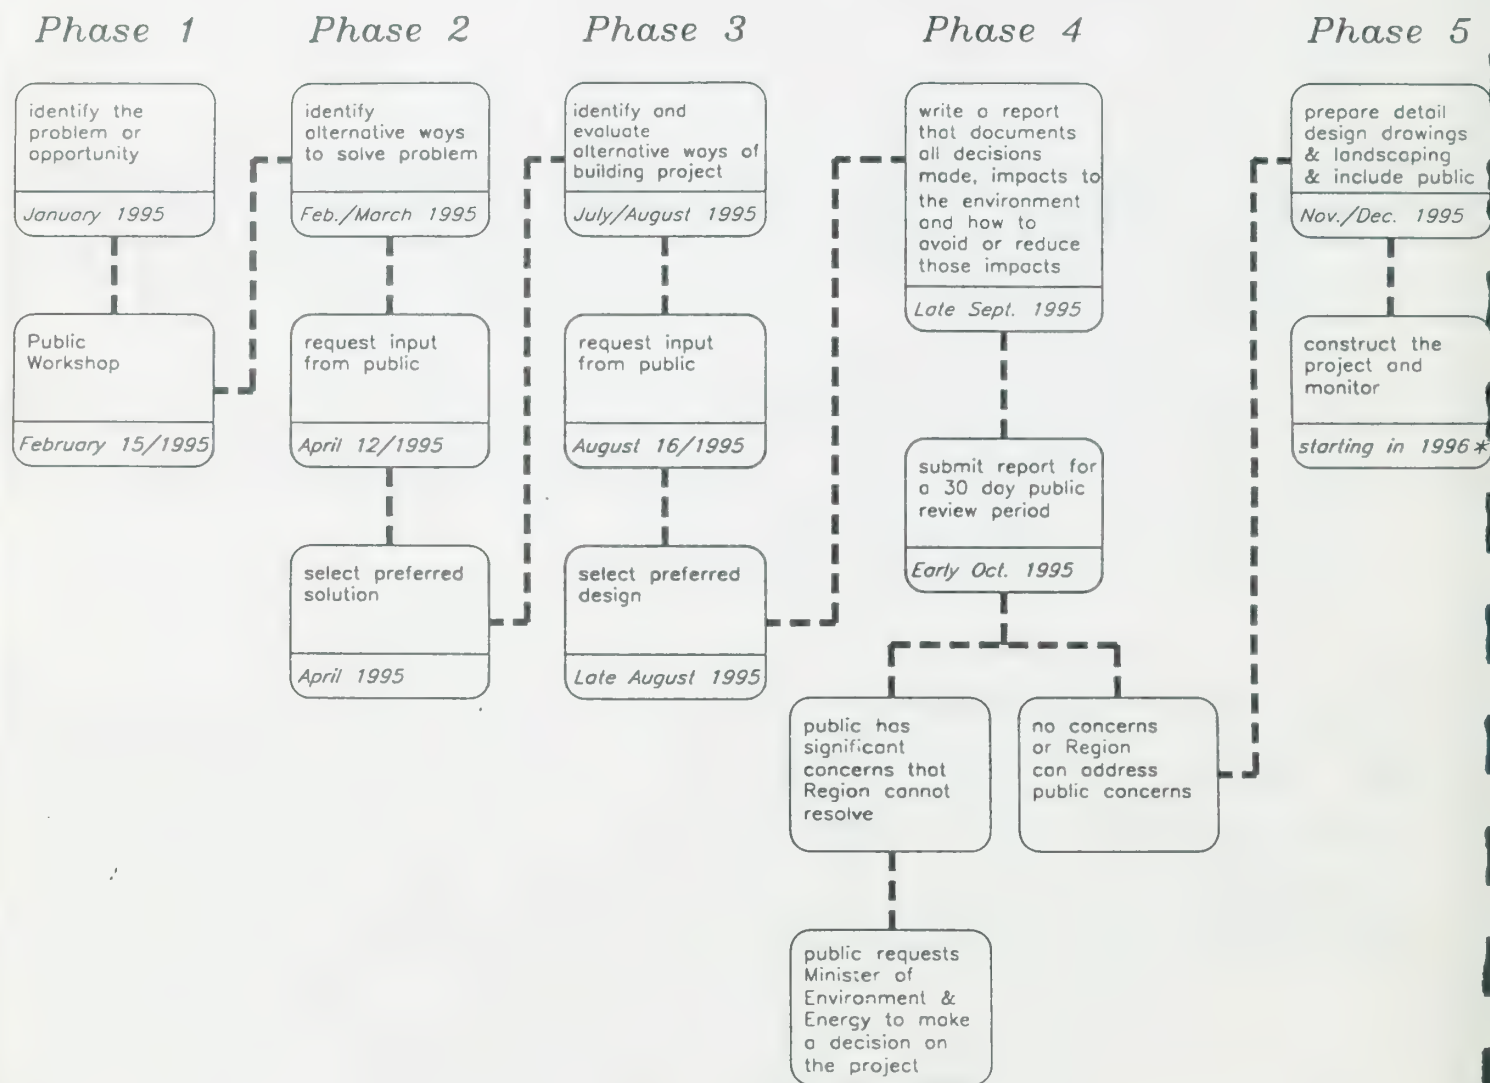 Phase 1
identify the
problem or
opportunity
January 1995
Public
Workshop
February 15/1995
Phase 2
identify
alternative ways
to solve problem
Feb./March 1995
request input
from public
April 12/1995
select preferred
solution
April 1995
Phase 3
identify and
evaluate
alternative ways of
building project
July/August 1995
request input
from public
August 16/1995
select preferred
design
Late August 1995
Phase 4
write a report
that documents
all decisions
made, impacts to
the environment
and how to
avoid or reduce
those impacts
Late Sept. 1995
submit report for
a 30 day public
review period
Early Oct. 1995
public has
significant
concerns that
Region cannot
resolve
public requests
Minister of
Environment &
Energy to make
a decision on
the project
no concerns
or Region
can address
public concerns
Phase 5
prepare detail
design drawings
& landscaping
& include public
Nov./Dec. 1995
construct the
project and
monitor
starting in 1996 *